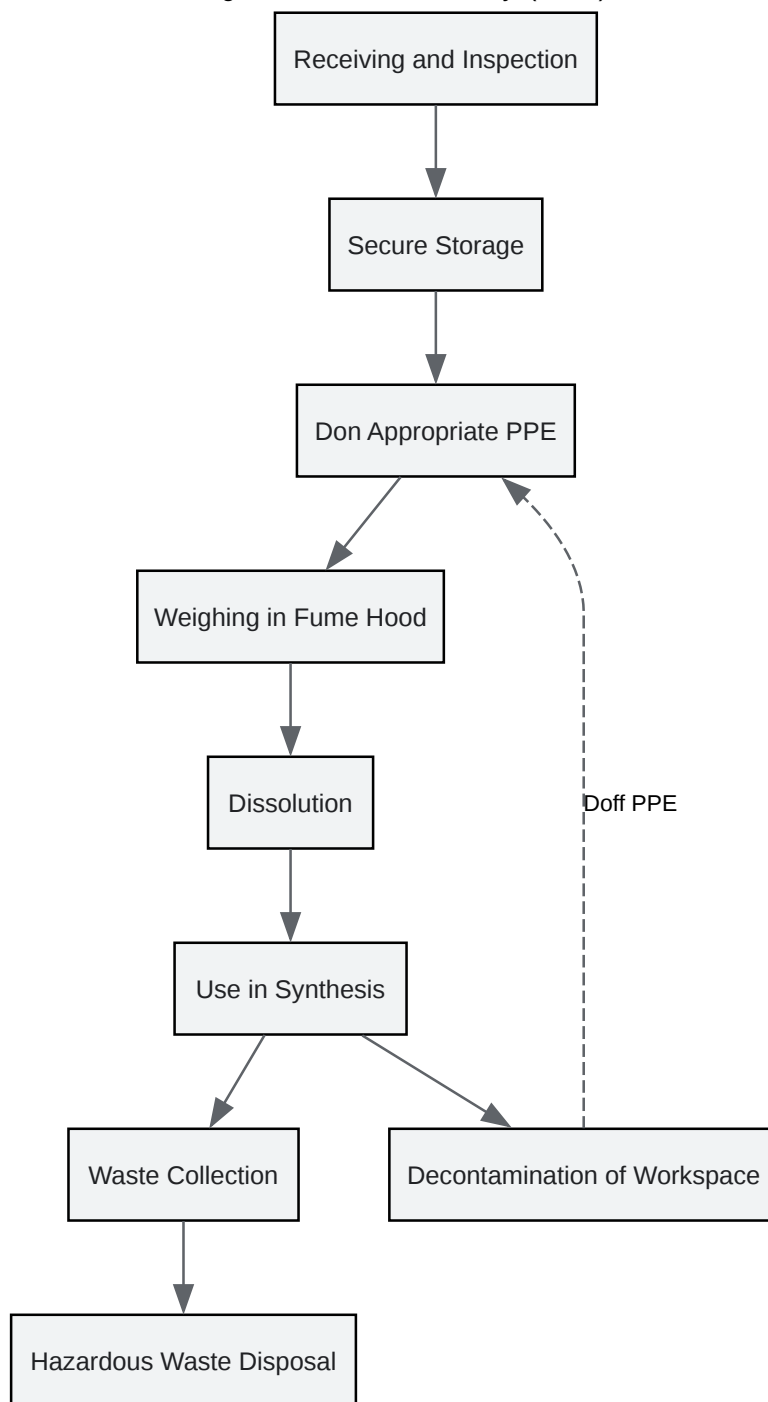 Receiving and Inspection
Secure Storage
Don Appropriate PPE
Weighing in Fume Hood
Dissolution
Doff PPE
Use in Synthesis
Waste Collection
Decontamination of Workspace
Hazardous Waste Disposal